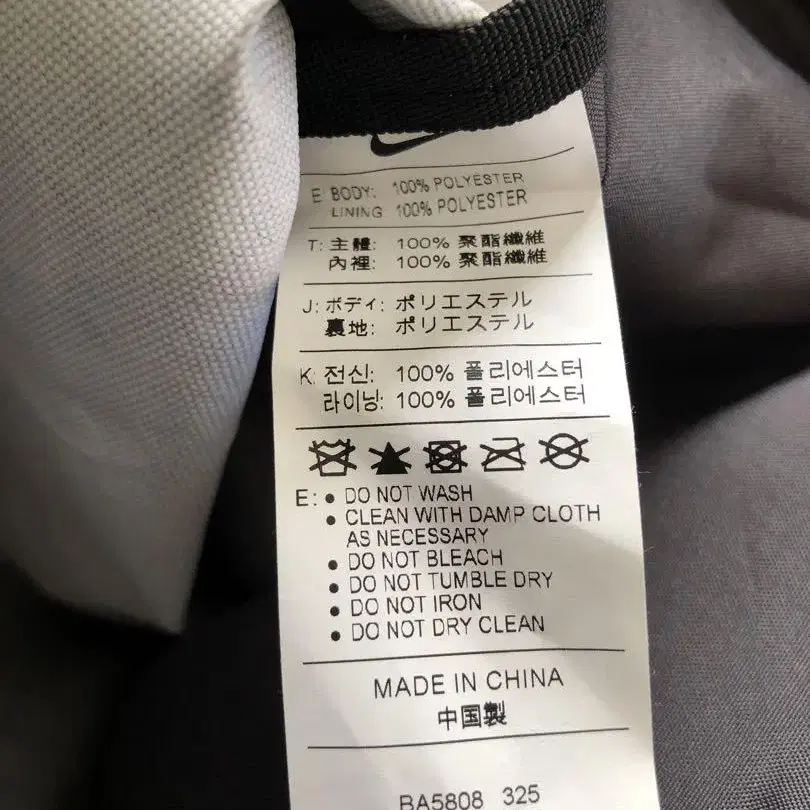 E: BODY: 100% POLYESTER
LINING 100% POLYESTER
T: 主體: 100% 聚酯纖維
內裡: 100% 聚酯纖維
J: ボディ: ポリエステル
裏地: ポリエステル
K: 전신: 100% 폴리에스터
라이닝: 100% 폴리에스터
E: • DO NOT WASH
• CLEAN WITH DAMP CLOTH
AS NECESSARY
• DO NOT BLEACH
• DO NOT TUMBLE DRY
• DO NOT IRON
• DO NOT DRY CLEAN
MADE IN CHINA
中国製
BA5808 325